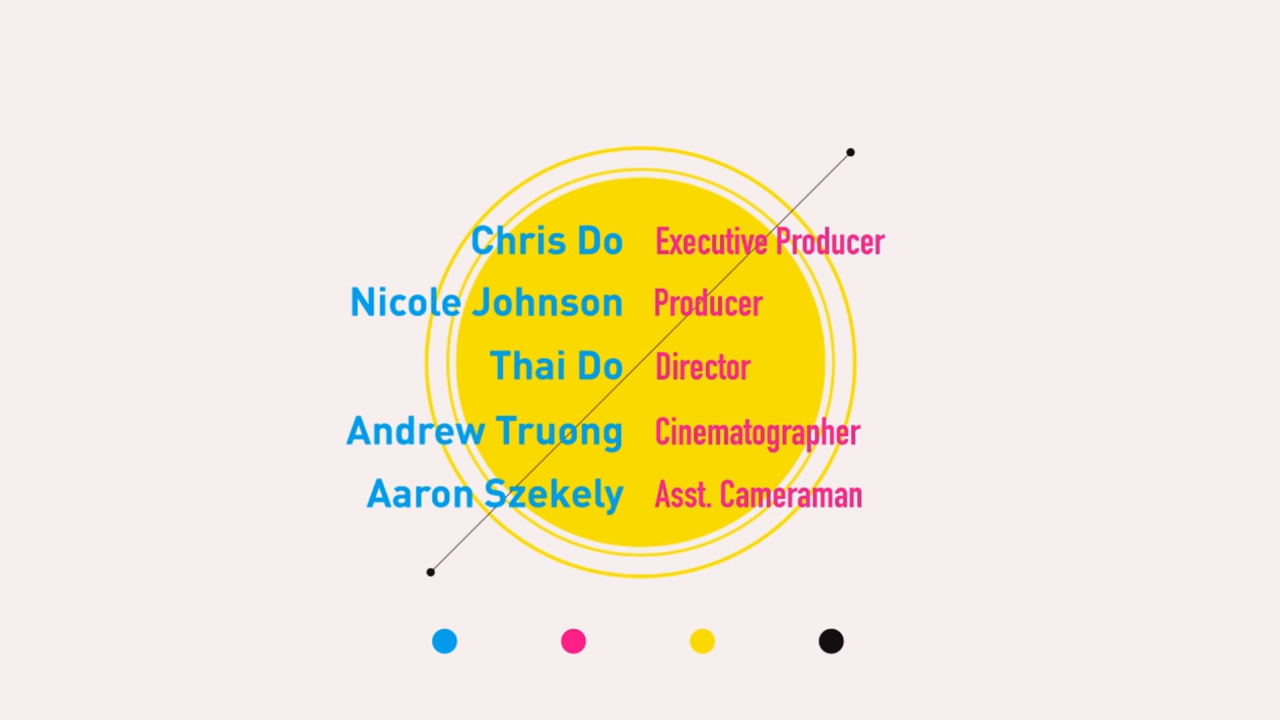 Chris Do Executive Producer
Nicole Johnson Producer
Thai Do Director
Andrew Truong Cinematographer
Aaron Szekely Asst. Cameraman